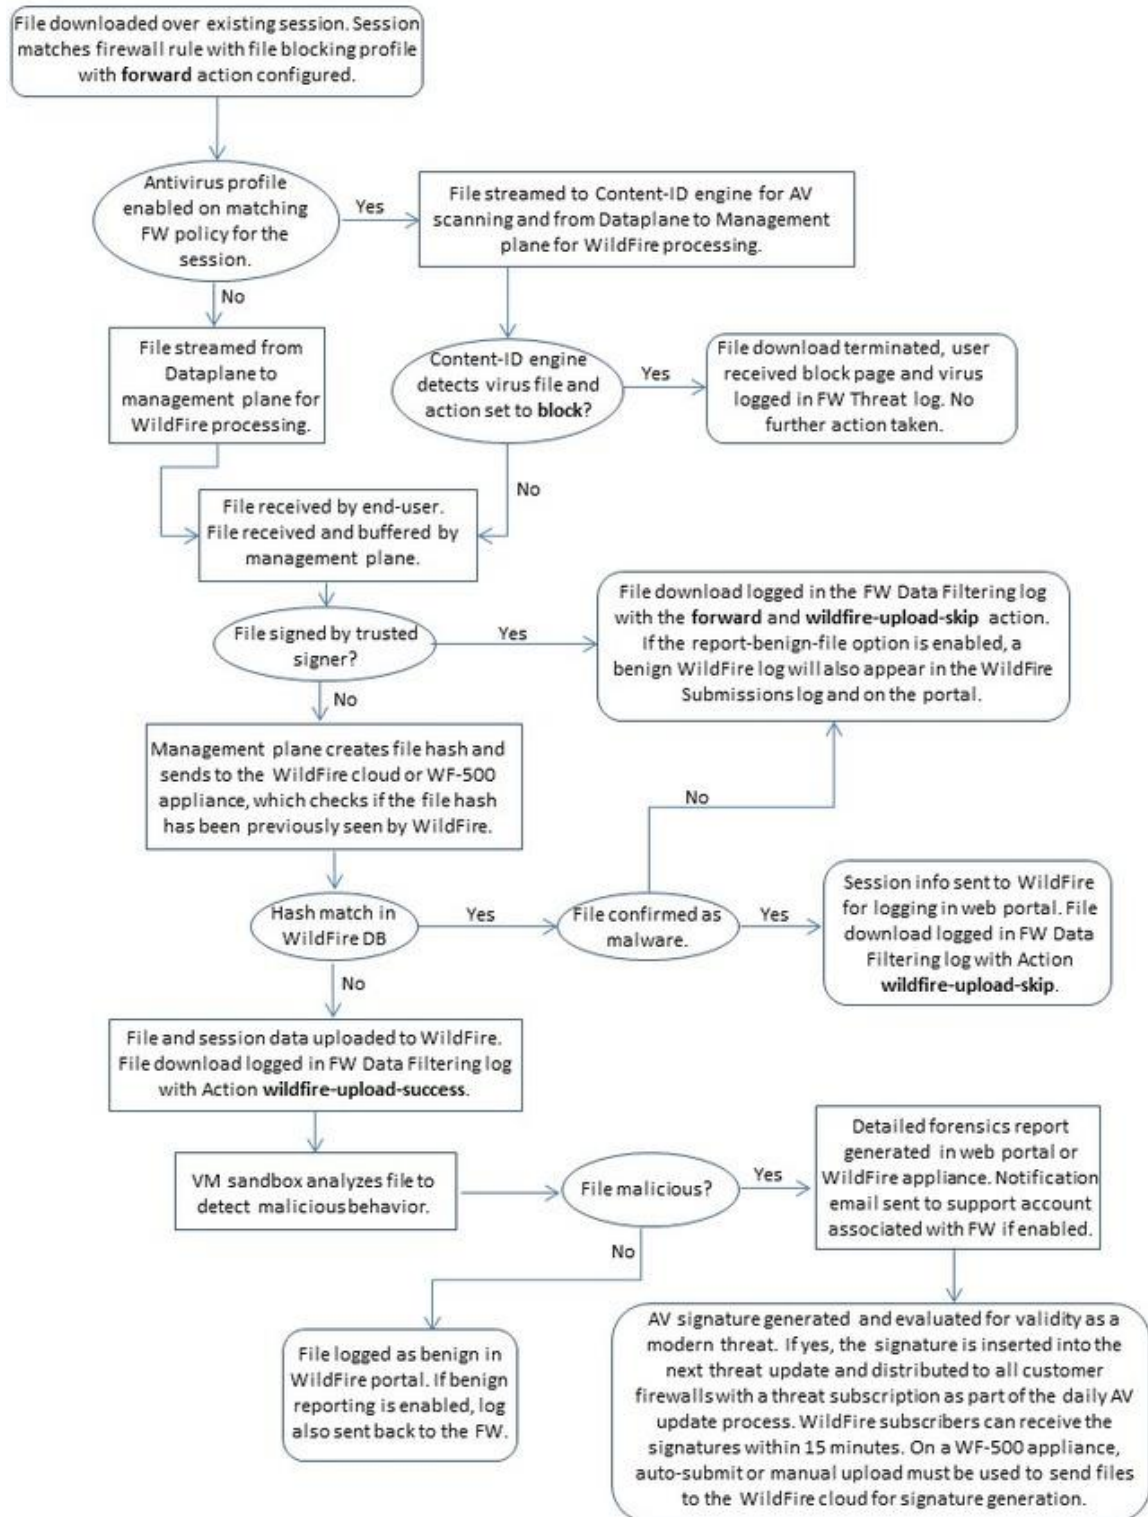 File downloaded over existing session. Session
matches firewall rule with file blocking profile
with forward action configured.
Antivirus profile
enabled on matching
FW policy for the
session.
Yes
File streamed to Content-ID engine for AV
scanning and from Dataplane to Management
plane for WildFire processing.
No
File streamed from
Dataplane to
management plane for
WildFire processing.
Content-ID engine
detects virus file and
action set to block?
Yes
File download terminated, user
received block page and virus
logged in FW Threat log. No
further action taken.
No
File received by end-user.
File received and buffered by
management plane.
File signed by trusted
signer?
Yes
File download logged in the FW Data Filtering log
with the forward and wildfire-upload-skip action.
If the report-benign-file option is enabled, a
benign WildFire log will also appear in the WildFire
Submissions log and on the portal.
No
Management plane creates file hash and
sends to the WildFire cloud or WF-500
appliance, which checks if the file hash
has been previously seen by WildFire.
No
Hash match in
WildFire DB
Yes
File confirmed as
malware.
Yes
Session info sent to WildFire
for logging in web portal. File
download logged in FW Data
Filtering log with Action
wildfire-upload-skip.
No
File and session data uploaded to WildFire.
File download logged in FW Data Filtering log
with Action wildfire-upload-success.
VM sandbox analyzes file to
detect malicious behavior.
File malicious?
Yes
Detailed forensics report
generated in web portal or
WildFire appliance. Notification
email sent to support account
associated with FW if enabled.
No
File logged as benign in
WildFire portal. If benign
reporting is enabled, log
also sent back to the FW.
AV signature generated and evaluated for validity as a
modern threat. If yes, the signature is inserted into the
next threat update and distributed to all customer
firewalls with a threat subscription as part of the daily AV
update process. WildFire subscribers can receive the
signatures within 15 minutes. On a WF-500 appliance,
auto-submit or manual upload must be used to send files
to the WildFire cloud for signature generation.